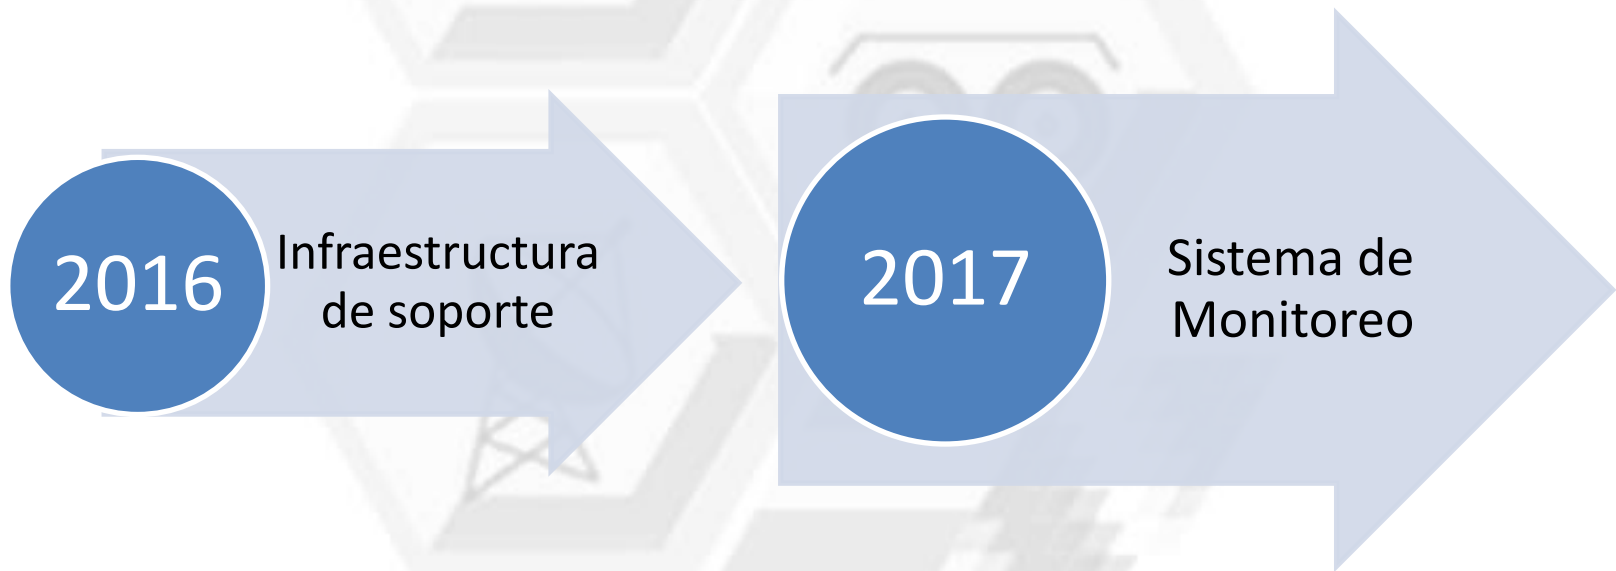 2016
Infraestructura
de soporte
2017
Sistema de
Monitoreo